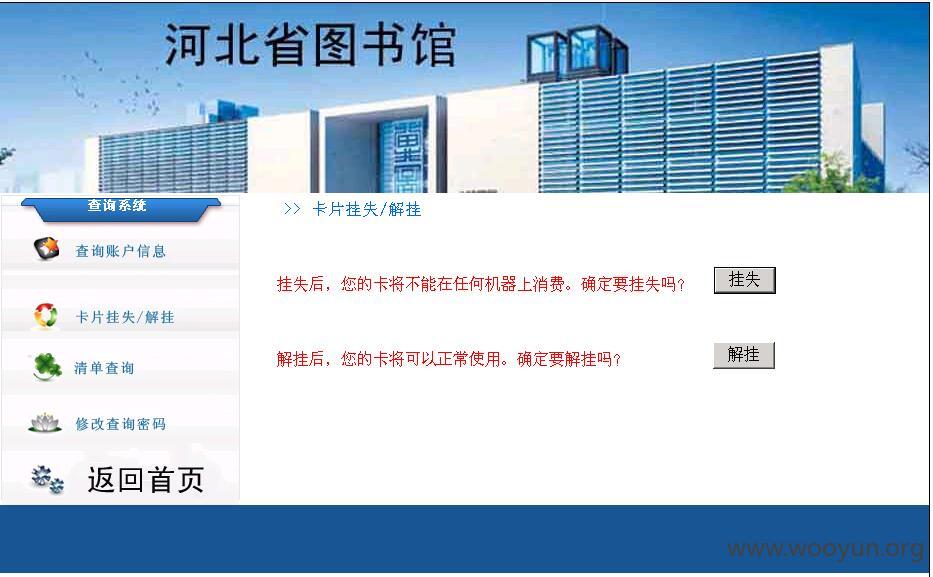 河北省图书馆
查询系统
查询账户信息
卡片挂失/解挂
清单查询
修改查询密码
返回首页
>> 卡片挂失/解挂
挂失后，您的卡将不能在任何机器上消费。确定要挂失吗？
挂失
解挂后，您的卡将可以正常使用。确定要解挂吗？
解挂
www.wooyun.org